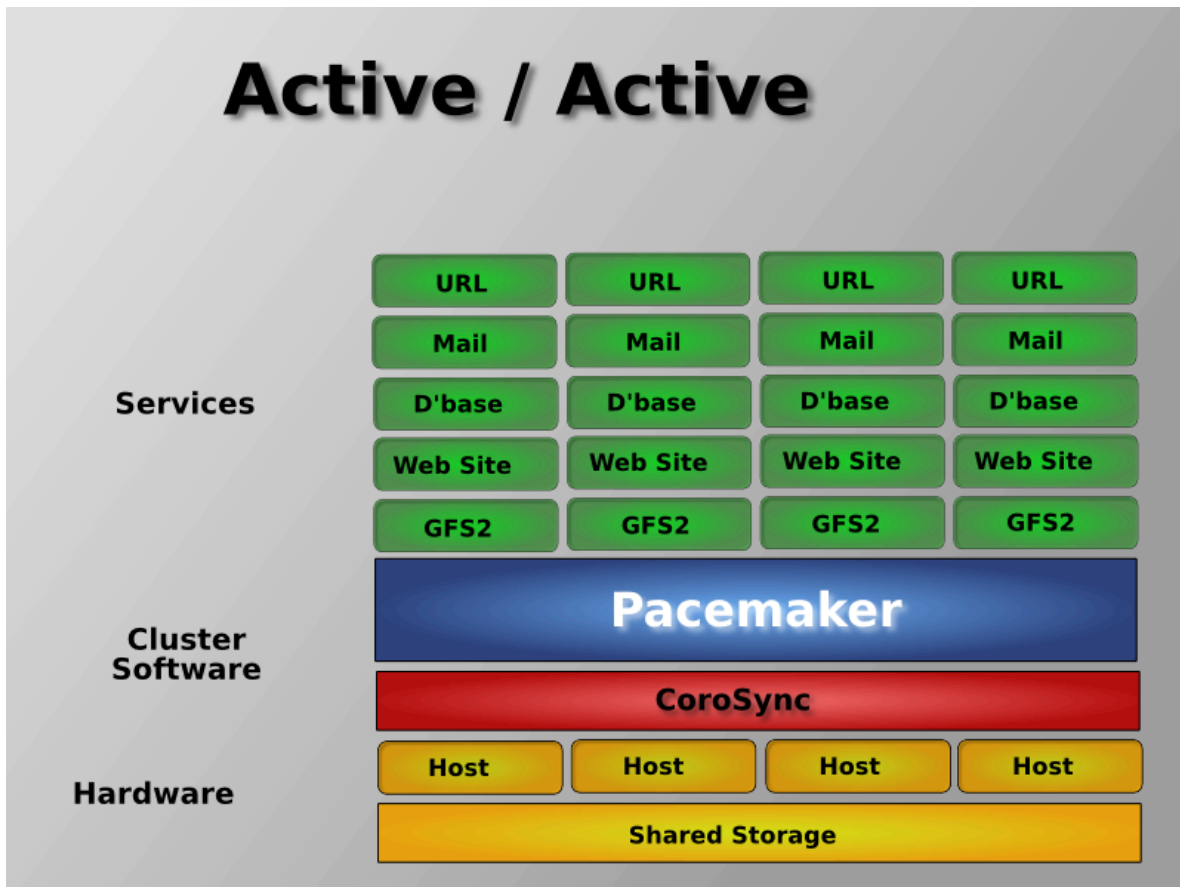 Active / Active
URL URL URL URL
Mail Mail Mail Mail
Services
D'base D'base D'base D'base
Web Site Web Site Web Site Web Site
GFS2 GFS2 GFS2 GFS2
Cluster
Software
Pacemaker
CoroSync
Hardware
Host Host Host Host
Shared Storage